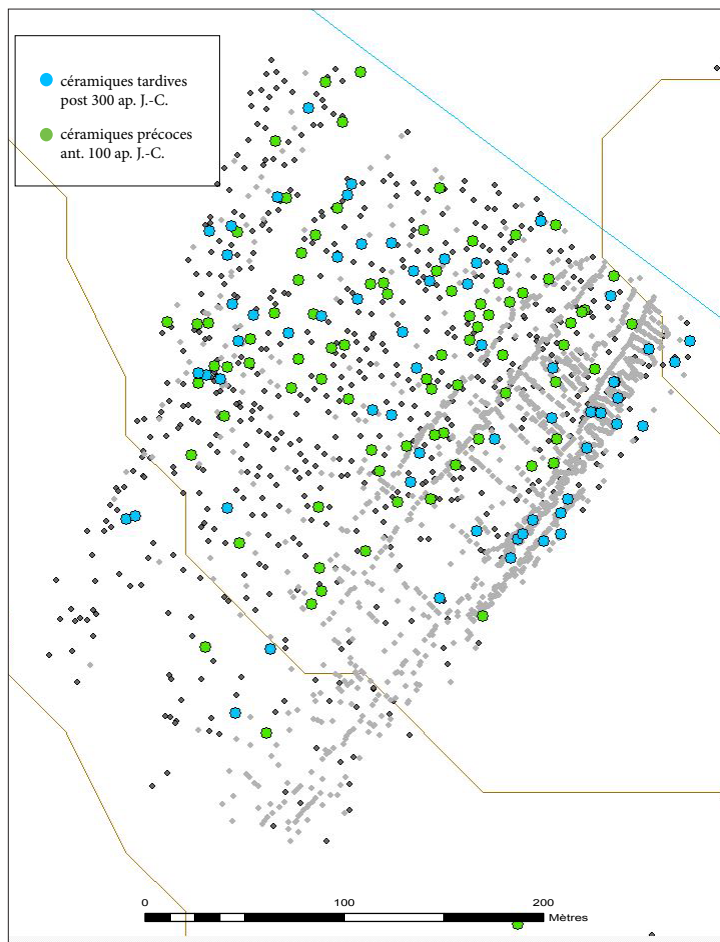 céramiques tardives
post 300 ap. J.-C.
céramiques précoces
ant. 100 ap. J.-C.
0 100 200
Mètres